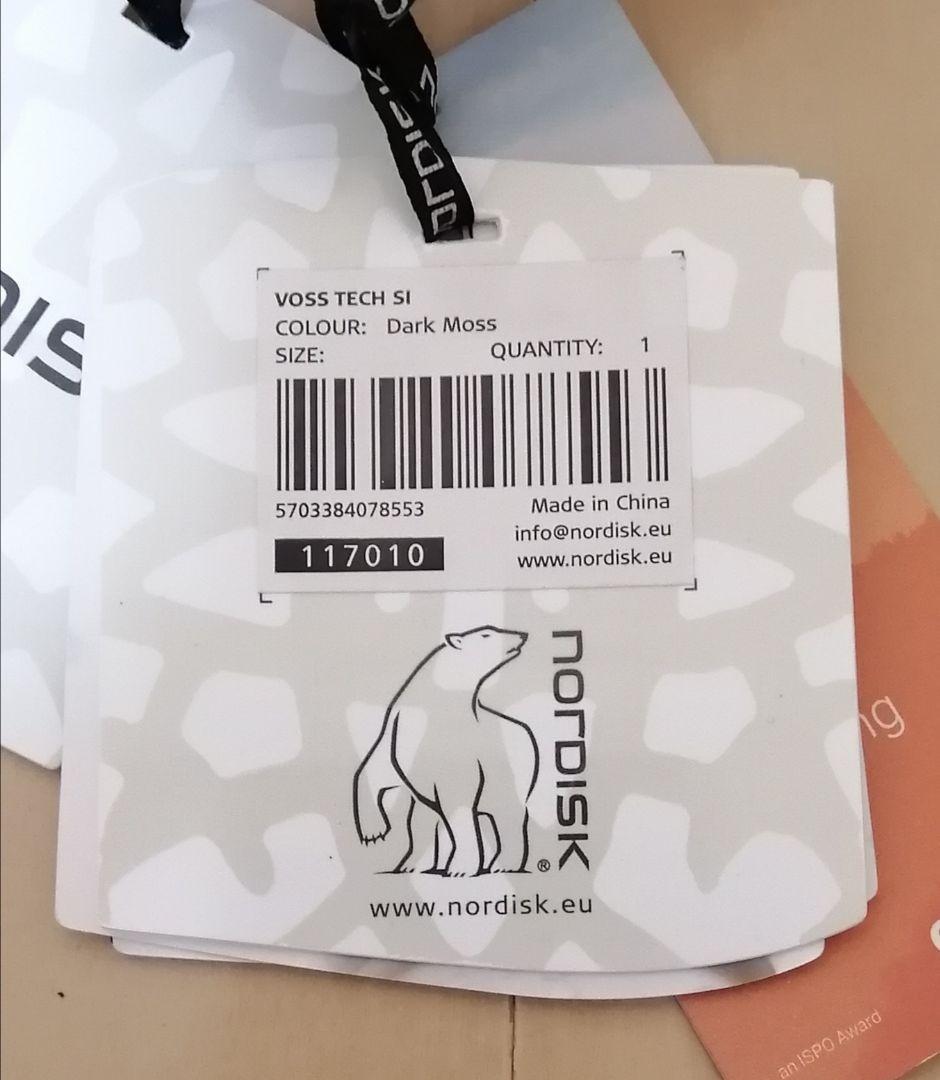 VOSS TECH SI
COLOUR: Dark Moss
SIZE: QUANTITY: 1
5703384078553 Made in China
info@nordisk.eu
117010 www.nordisk.eu
NORDISK
®
www.nordisk.eu
an ISPO Award